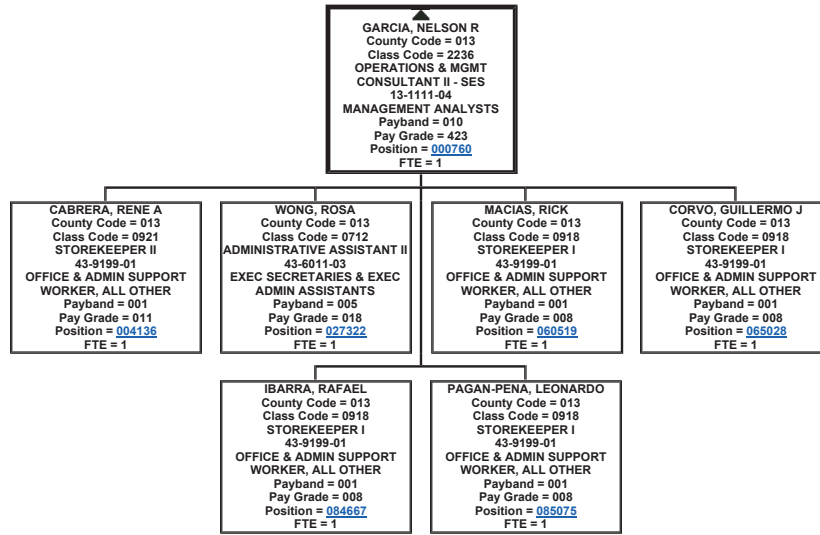 GARCIA, NELSON R
County Code = 013
Class Code = 2236
OPERATIONS & MGMT
CONSULTANT II - SES
13-1111-04
MANAGEMENT ANALYSTS
Payband = 010
Pay Grade = 423
Position = 000760
FTE = 1
CABRERA, RENE A
County Code = 013
Class Code = 0921
STOREKEEPER II
43-9199-01
OFFICE & ADMIN SUPPORT
WORKER, ALL OTHER
Payband = 001
Pay Grade = 011
Position = 004136
FTE = 1
WONG, ROSA
County Code = 013
Class Code = 0712
ADMINISTRATIVE ASSISTANT II
43-6011-03
EXEC SECRETARIES & EXEC
ADMIN ASSISTANTS
Payband = 005
Pay Grade = 018
Position = 027322
FTE = 1
MACIAS, RICK
County Code = 013
Class Code = 0918
STOREKEEPER I
43-9199-01
OFFICE & ADMIN SUPPORT
WORKER, ALL OTHER
Payband = 001
Pay Grade = 008
Position = 060519
FTE = 1
CORVO, GUILLERMO J
County Code = 013
Class Code = 0918
STOREKEEPER I
43-9199-01
OFFICE & ADMIN SUPPORT
WORKER, ALL OTHER
Payband = 001
Pay Grade = 008
Position = 065028
FTE = 1
IBARRA, RAFAEL
County Code = 013
Class Code = 0918
STOREKEEPER I
43-9199-01
OFFICE & ADMIN SUPPORT
WORKER, ALL OTHER
Payband = 001
Pay Grade = 008
Position = 084667
FTE = 1
PAGAN-PENA, LEONARDO
County Code = 013
Class Code = 0918
STOREKEEPER I
43-9199-01
OFFICE & ADMIN SUPPORT
WORKER, ALL OTHER
Payband = 001
Pay Grade = 008
Position = 085075
FTE = 1